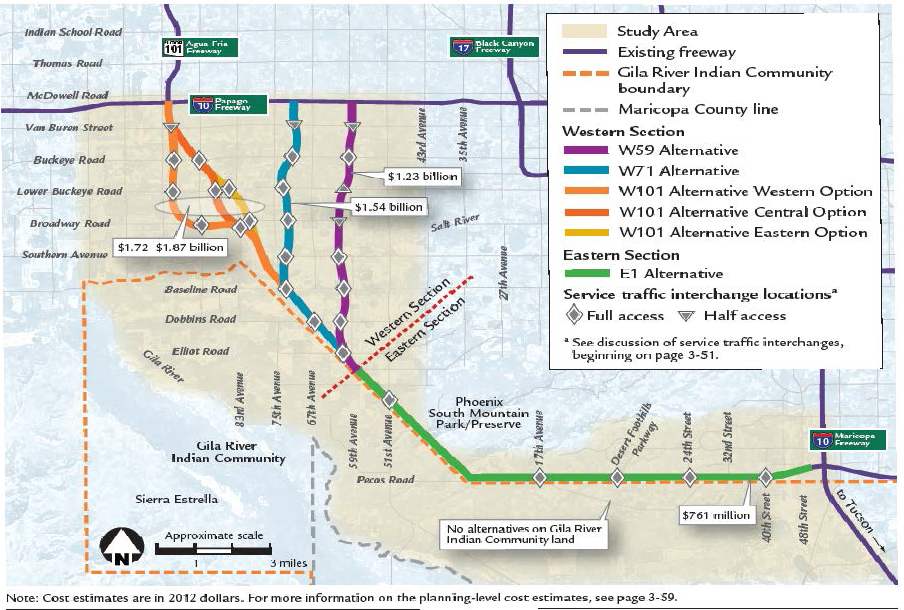 Indian School Road
Thomas Road
McDowell Road
Van Buren Street
Buckeye Road
Lower Buckeye Road
Broadway Road
Southern Avenue
Baseline Road
Dobbins Road
Elliot Road
101
Agua Fria
Freeway
17
Black Canyon
Freeway
10
Papago
Freeway
43rd Avenue
35th Avenue
27th Avenue
Salt River
$1.23 billion
$1.54 billion
$1.72 $1.87 billion
Western Section
Eastern Section
Gila River
83rd Avenue
75th Avenue
67th Avenue
59th Avenue
51st Avenue
Phoenix
South Mountain
Park/Preserve
17th Avenue
Desert Foothills
Parkway
24th Street
32nd Street
40th Street
48th Street
10
Maricopa
Freeway
to Tucson
Gila River
Indian Community
Pecos Road
Sierra Estrella
$761 million
No alternatives on Gila River
Indian Community land
N
Approximate scale
1
3 miles
Study Area
Existing freeway
Gila River Indian Community
boundary
Maricopa County line
Western Section
W59 Alternative
W71 Alternative
W101 Alternative Western Option
W101 Alternative Central Option
W101 Alternative Eastern Option
Eastern Section
E1 Alternative
Service traffic interchange locationsᵃ
Full access
Half access
ᵃ See discussion of service traffic interchanges,
beginning on page 3-51.
Note: Cost estimates are in 2012 dollars. For more information on the planning-level cost estimates, see page 3-59.